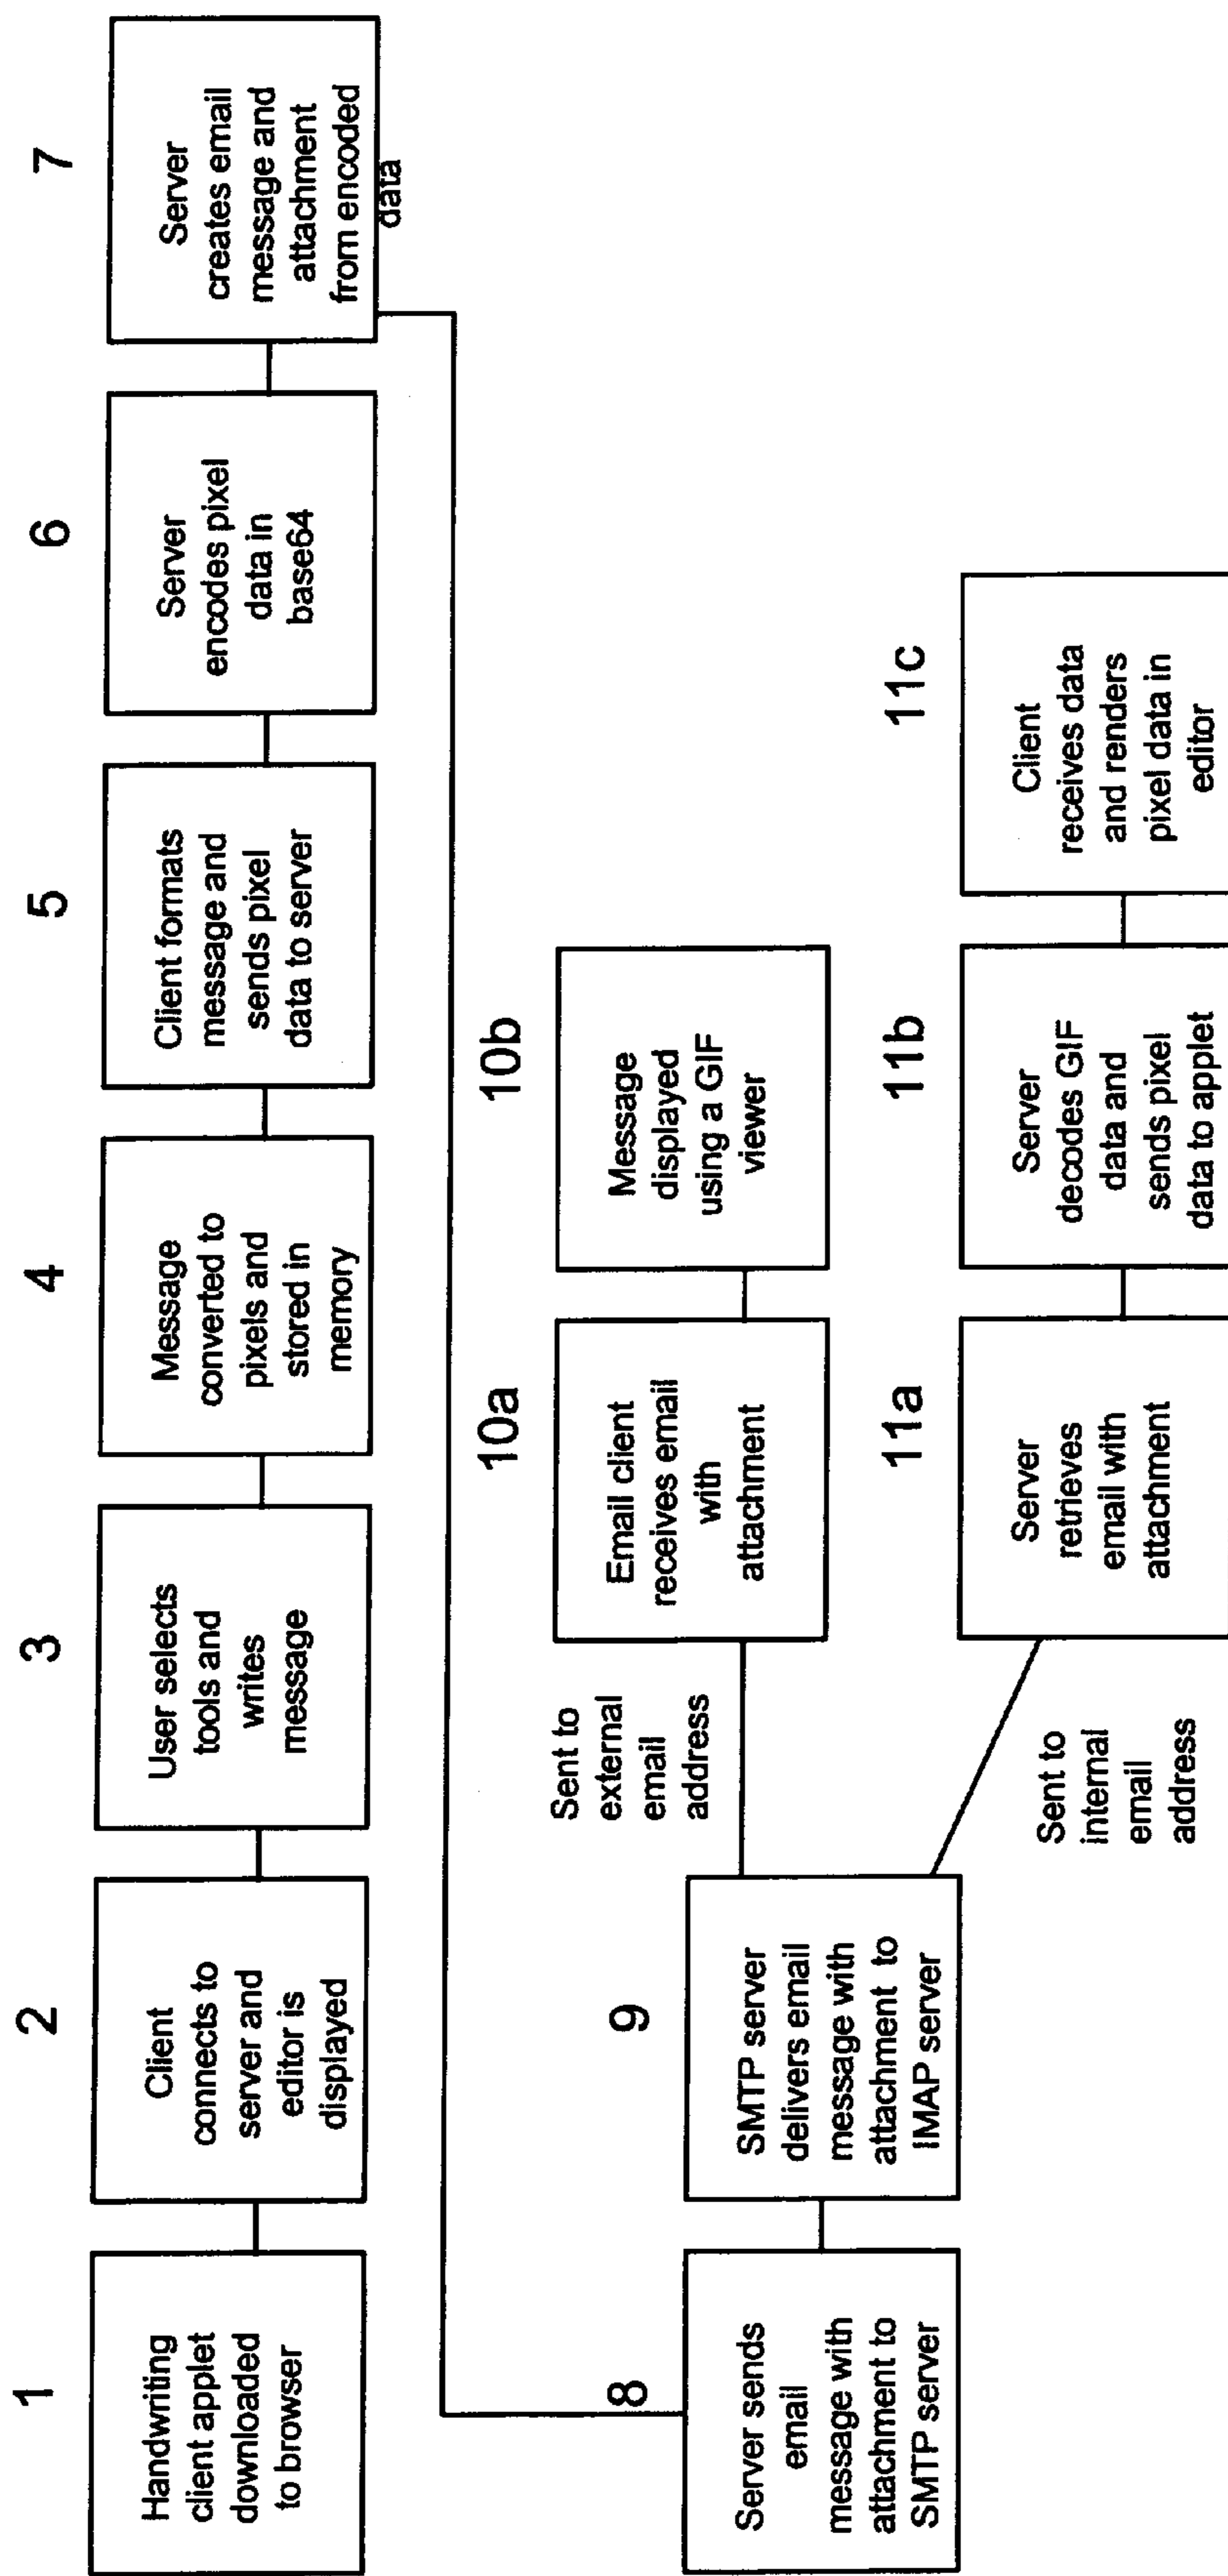 1
Handwriting
client applet
downloaded
to browser
2
Client
connects to
server and
editor is
displayed
3
User selects
tools and
writes
message
4
Message
converted to
pixels and
stored in
memory
5
Client formats
message and
sends pixel
data to server
6
Server
encodes pixel
data in
base64
7
Server
creates email
message and
attachment
from encoded
data
8
Server sends
email
message with
attachment to
SMTP server
9
SMTP server
delivers email
message with
attachment to
IMAP server
Sent to
external
email
address
10a
Email client
receives email
with
attachment
10b
Message
displayed
using a GIF
viewer
Sent to
internal
email
address
11a
Server
retrieves
email with
attachment
11b
Server
decodes GIF
data and
sends pixel
data to applet
11c
Client
receives data
and renders
pixel data in
editor